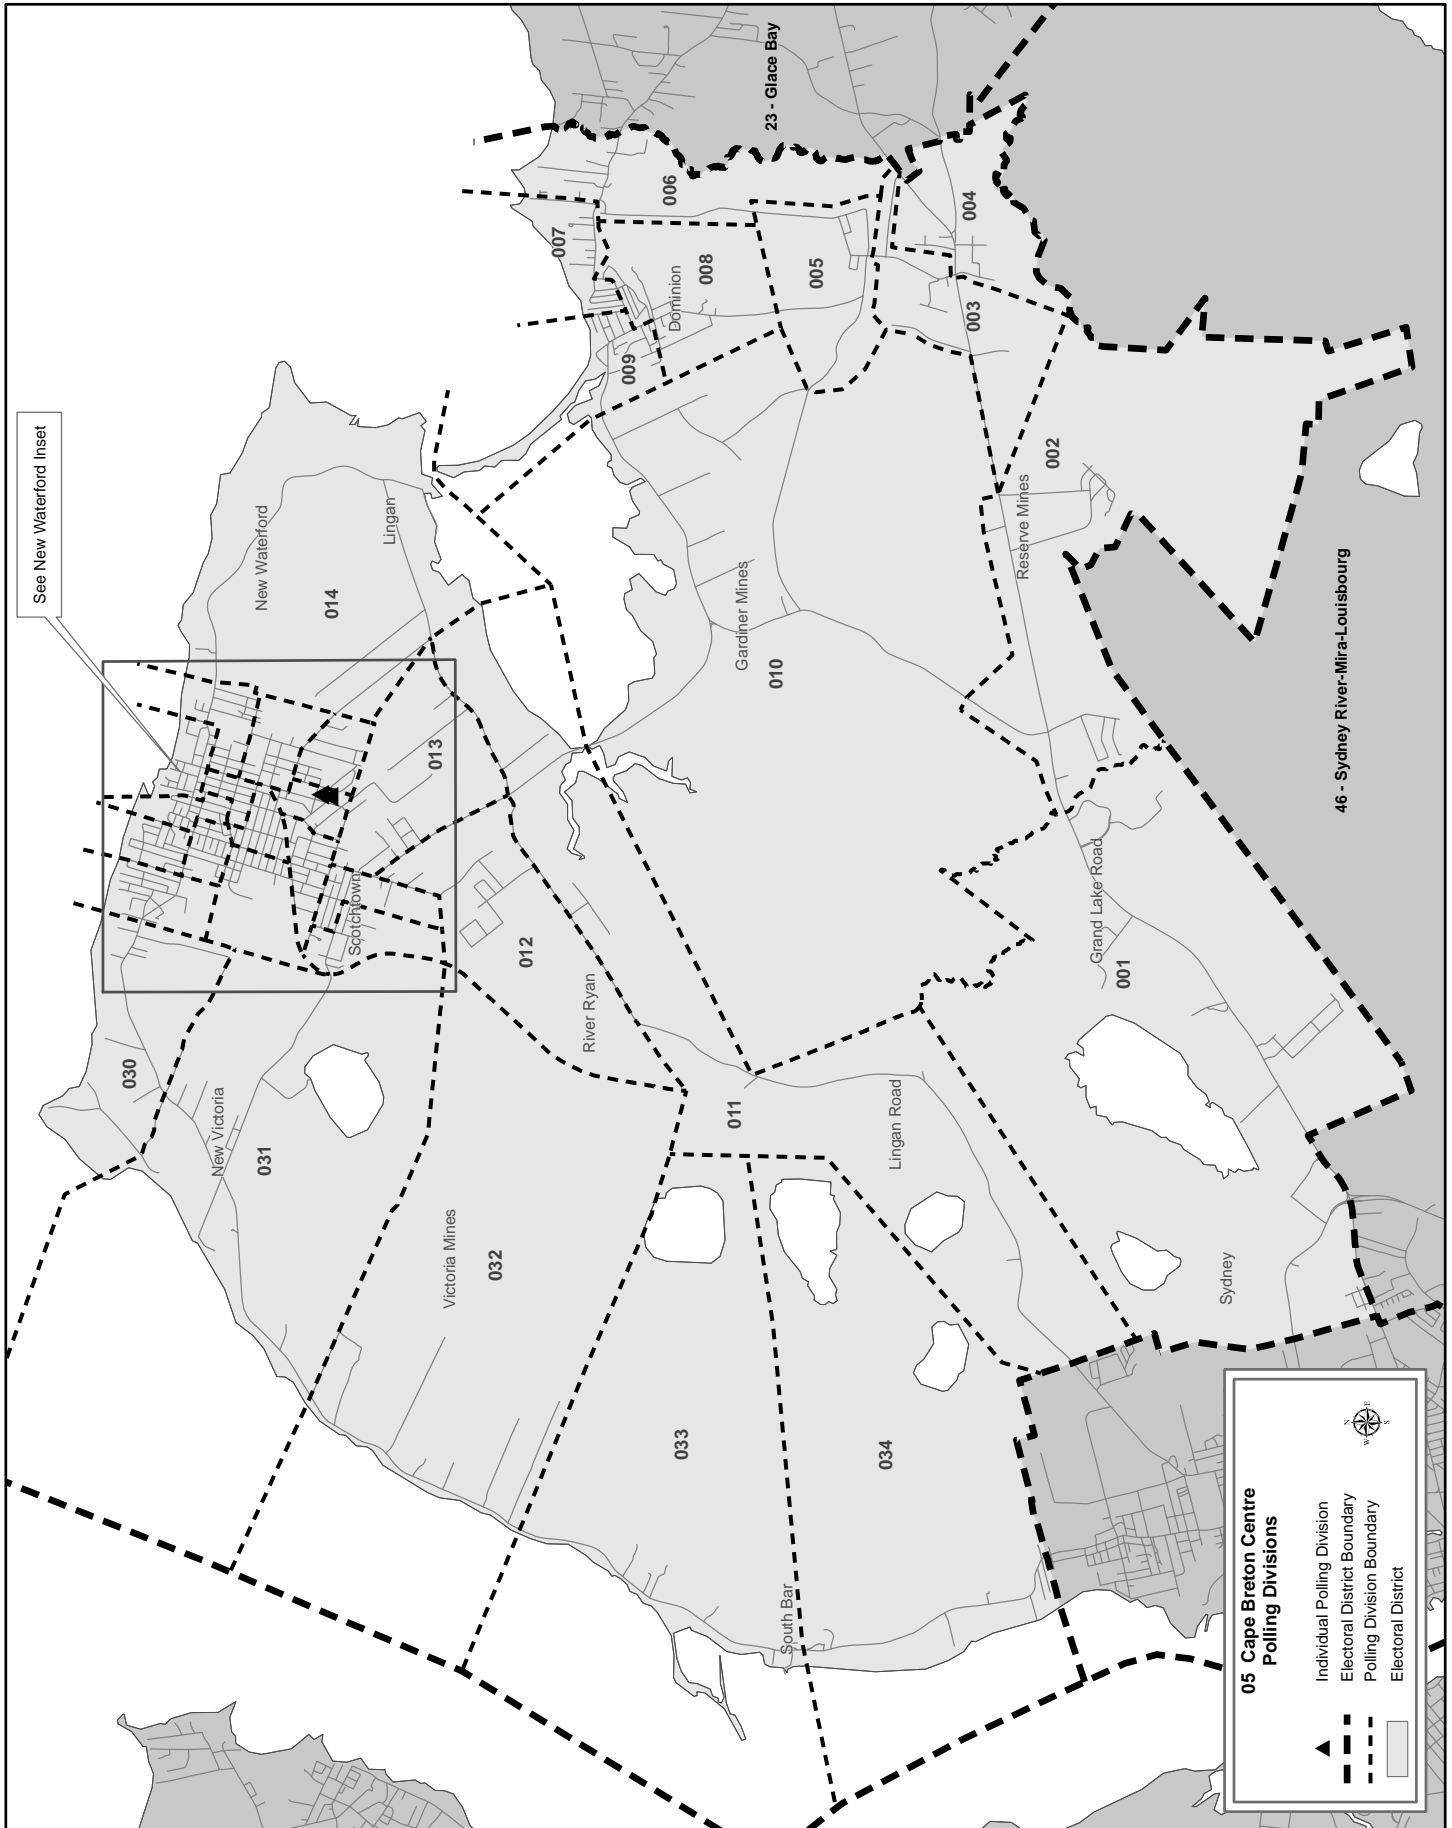 See New Waterford Inset
23 - Glace Bay
46 - Sydney River-Mira-Louisbourg
New Waterford
Lingan
014
013
Scotchtown
012
River Ryan
030
New Victoria
031
Victoria Mines
032
033
034
South Bar
011
Lingan Road
Gardiner Mines
010
009
Dominion
008
007
006
005
004
003
002
Reserve Mines
Grand Lake Road
001
Sydney
05 Cape Breton Centre
Polling Divisions
Individual Polling Division
Electoral District Boundary
Polling Division Boundary
Electoral District
N
E
S
W